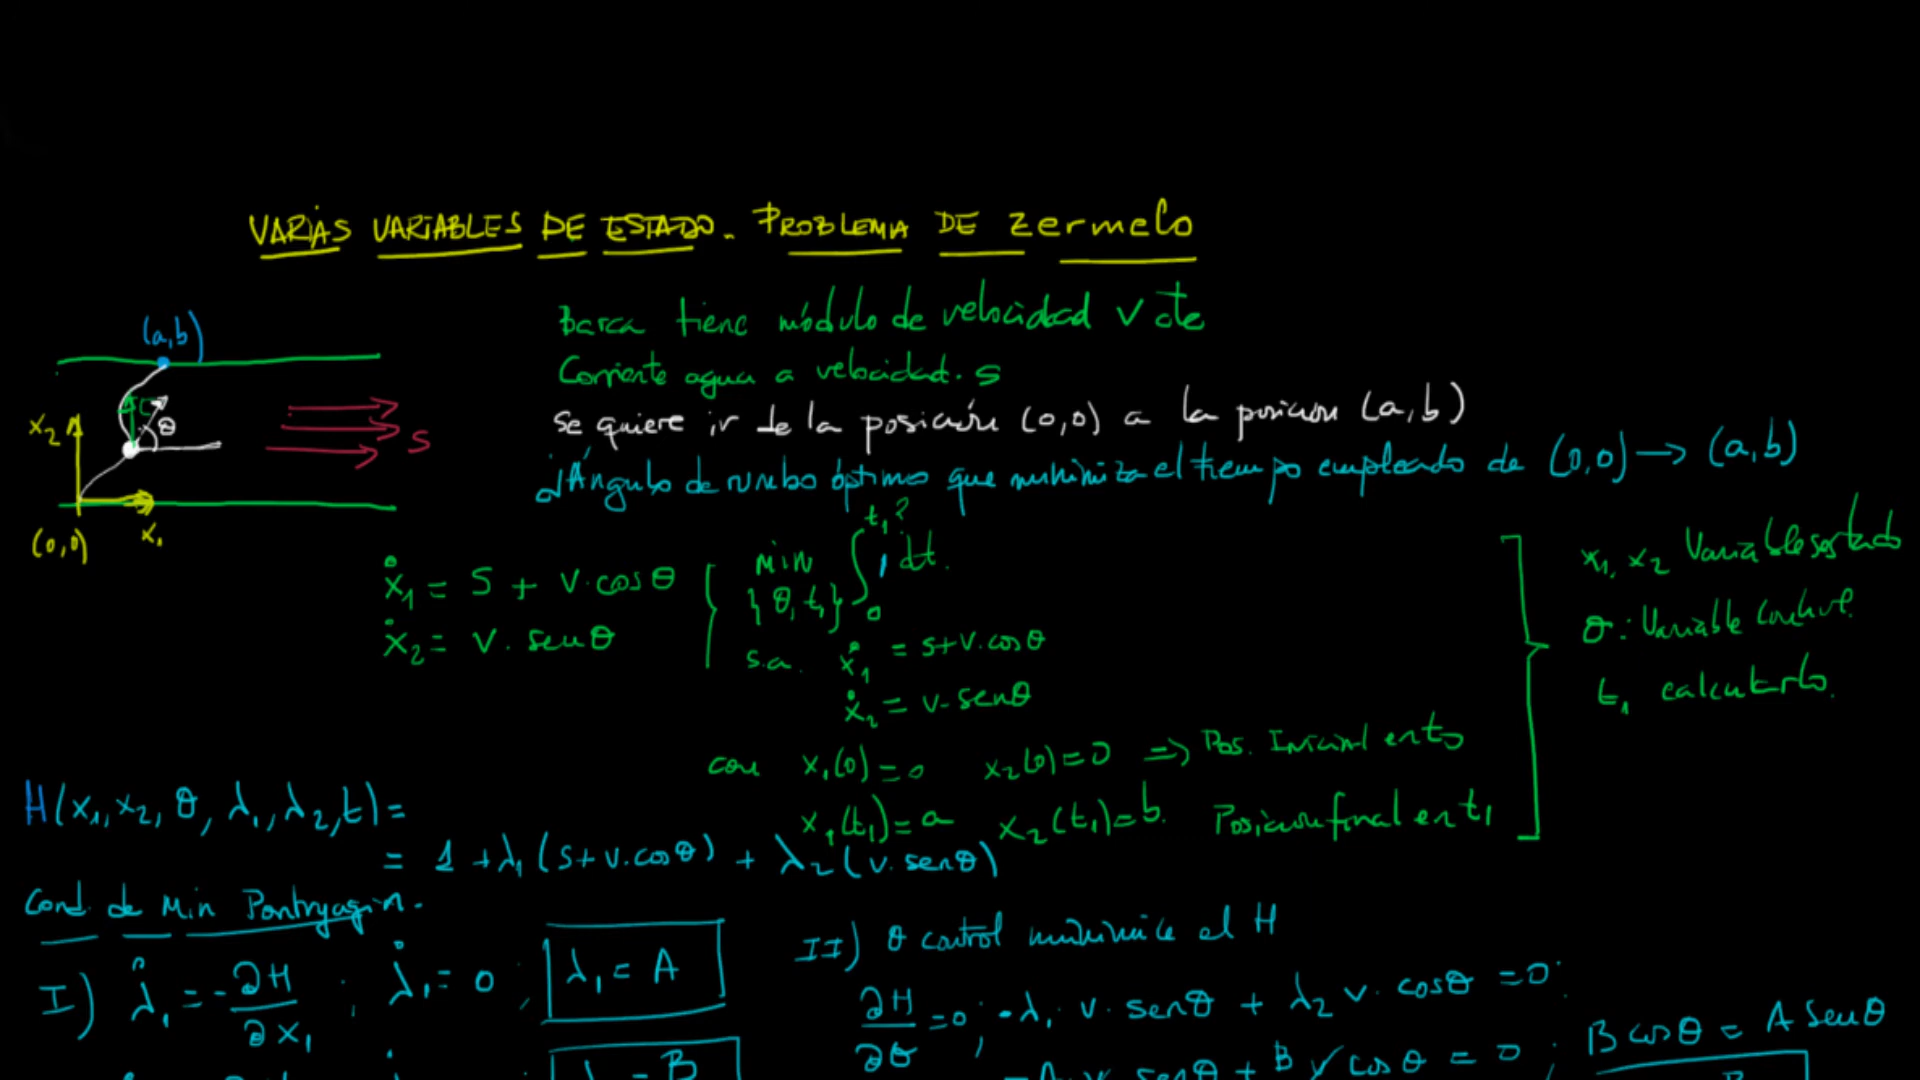 VARIAS VARIABLES DE ESTADO. PROBLEMA DE Zermelo
Barca tiene módulo de velocidad v cte
Corriente agua a velocidad. s
Se quiere ir de la posición (0,0) a la posicion (a,b)
Ángulo de rumbo óptimo que minimiza el tiempo empleado de (0,0) → (a,b)
(a,b)
x₂
θ
s
(0,0)
x₁
ẋ₁ = S + v·cosθ
ẋ₂ = v. senθ
min ∫₀^{t₁?} 1 dt.
{θ, t₁}
s.a. ẋ₁ = s+v.cosθ
ẋ₂ = v·senθ
con x₁(0)=0 x₂(0)=0 => Pos. Inicial en t₀
x₁(t₁)=a x₂(t₁)=b. Posicion final en t₁
x₁, x₂ Variables estado
θ: Variable control.
t₁ calcularlo.
H(x₁,x₂, θ, λ₁, λ₂,t)=
= 1 + λ₁(s+v.cosθ) + λ₂(v.senθ)
Cond. de Min Pontryagin.
I) λ̇₁ = -∂H/∂x₁ ; λ̇₁ = 0 ; λ₁ = A
= B
II) θ control minimice el H
∂H/∂θ =0 ; -λ₁. v. senθ + λ₂ v. cosθ =0
-A v senθ + B v cosθ = 0 ; B cosθ = A senθ